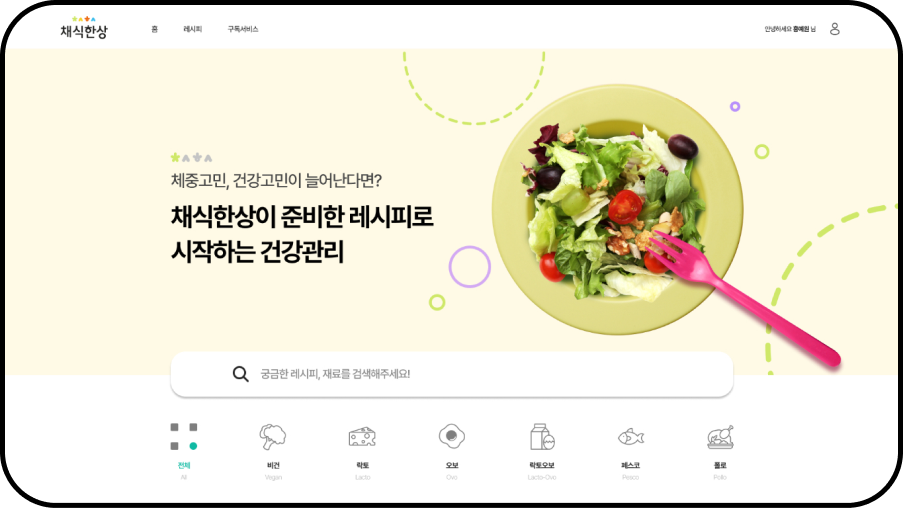 채식한상
홈 레시피 구독서비스
안녕하세요 홍예원 님
체중고민, 건강고민이 늘어난다면?
채식한상이 준비한 레시피로
시작하는 건강관리
궁금한 레시피, 재료를 검색해주세요!
전체 비건 락토 오보 락토오보 페스코 폴로
All Vegan Lacto Ovo Lacto-Ovo Pesco Pollo